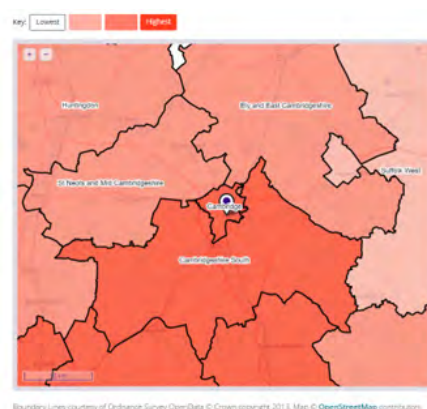 Key: Lowest Highest
+ −
Huntingdon
Ely and East Cambridgeshire
Suffolk West
St Neots and Mid Cambridgeshire
Cambridge
Cambridgeshire South
Boundary Lines courtesy of Ordnance Survey OpenData © Crown copyright 2013. Map © OpenStreetMap contributors